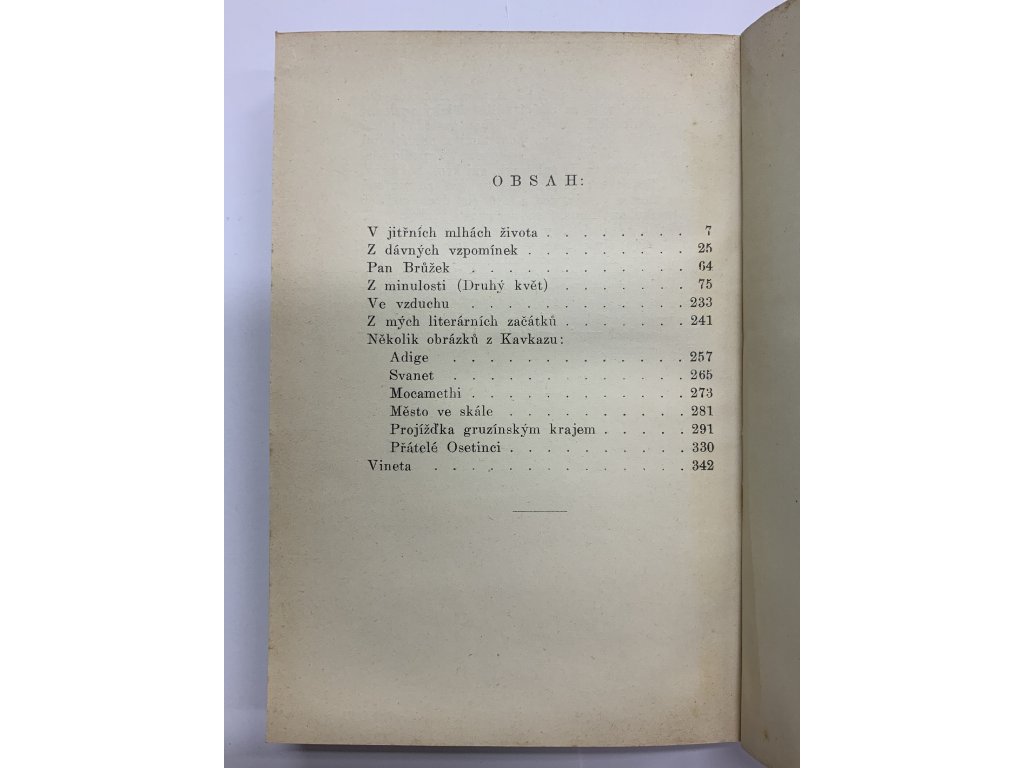 OBSAH:
V jitřních mlhách života . . . . . . . . 7
Z dávných vzpomínek . . . . . . . . . 25
Pan Brůžek . . . . . . . . . . . . 64
Z minulosti (Druhý květ) . . . . . . . 75
Ve vzduchu . . . . . . . . . . . . 233
Z mých literárních začátků . . . . . . . 241
Několik obrázků z Kavkazu:
Adige . . . . . . . . . . . . . 257
Svanet . . . . . . . . . . . . . 265
Mocamethi . . . . . . . . . . . . 273
Město ve skále . . . . . . . . . . 281
Projížďka gruzínským krajem . . . . . 291
Přátelé Osetinci . . . . . . . . . . 330
Vineta . . . . . . . . . . . . . . 342